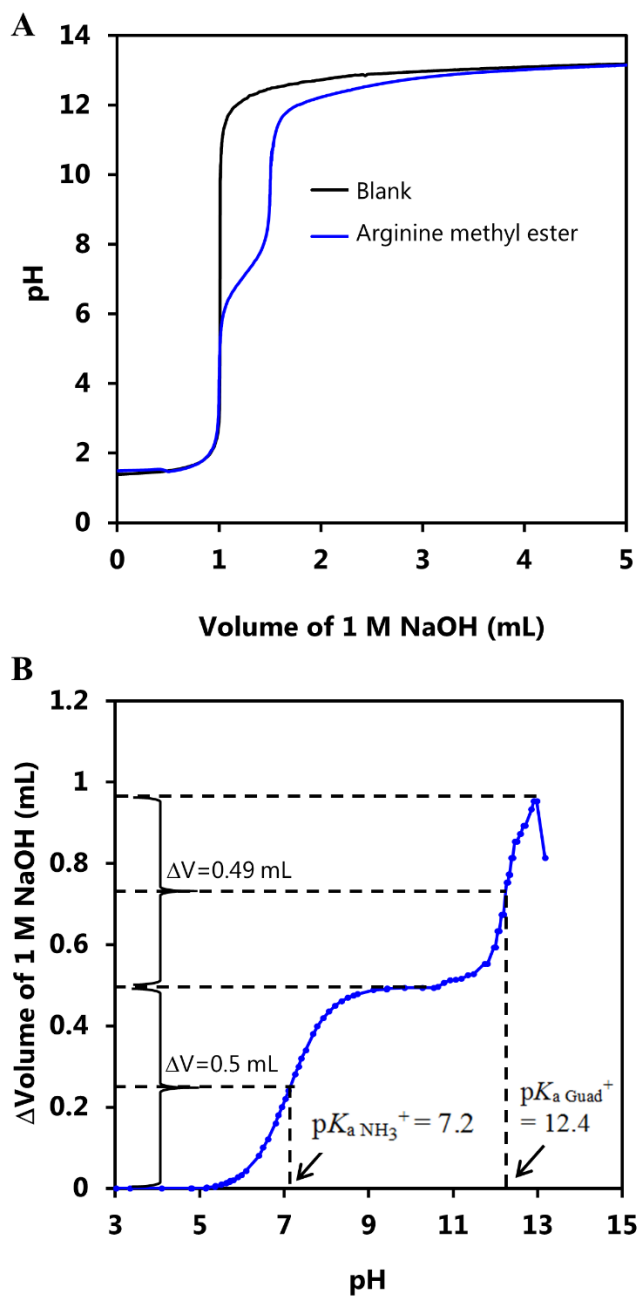 A
14
12
10
8
6
4
2
0
pH
Blank
Arginine methyl ester
0 1 2 3 4 5
Volume of 1 M NaOH (mL)
B
1.2
1
0.8
0.6
0.4
0.2
0
ΔVolume of 1 M NaOH (mL)
ΔV=0.49 mL
ΔV=0.5 mL
pKa NH3+ = 7.2
pKa Guad+
= 12.4
3 5 7 9 11 13 15
pH